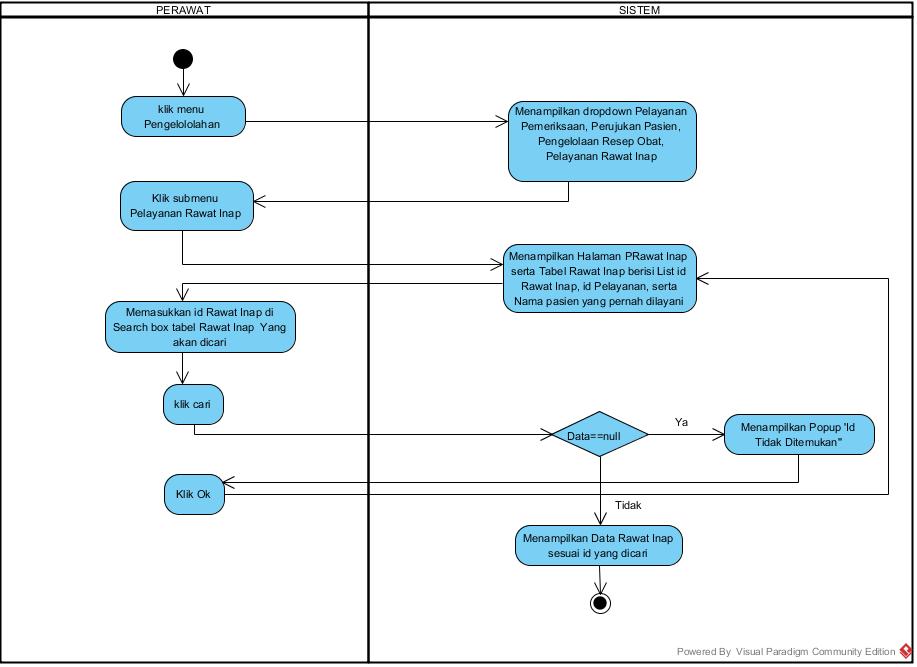 PERAWAT
SISTEM
klik menu
Pengelololahan
Menampilkan dropdown Pelayanan
Pemeriksaan, Perujukan Pasien,
Pengelolaan Resep Obat,
Pelayanan Rawat Inap
Klik submenu
Pelayanan Rawat Inap
Menampilkan Halaman PRawat Inap
serta Tabel Rawat Inap berisi List id
Rawat Inap, id Pelayanan, serta
Nama pasien yang pernah dilayani
Memasukkan id Rawat Inap di
Search box tabel Rawat Inap Yang
akan dicari
klik cari
Data==null
Ya
Menampilkan Popup "Id
Tidak Ditemukan"
Klik Ok
Tidak
Menampilkan Data Rawat Inap
sesuai id yang dicari
Powered By Visual Paradigm Community Edition